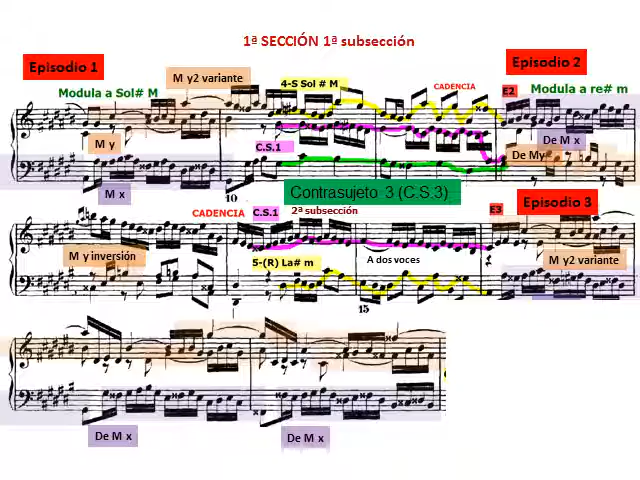 1ª SECCIÓN 1ª subsección
Episodio 1
M y2 variante
Episodio 2
Modula a Sol# M
4-S Sol # M
CADENCIA
E2
Modula a re# m
M y
C.S.1
De M x
De My
M x
10
Contrasujeto 3 (C.S.3)
CADENCIA
C.S.1
2ª subsección
E3
Episodio 3
M y inversión
5-(R) La# m
A dos voces
M y2 variante
15
De M x
De M x